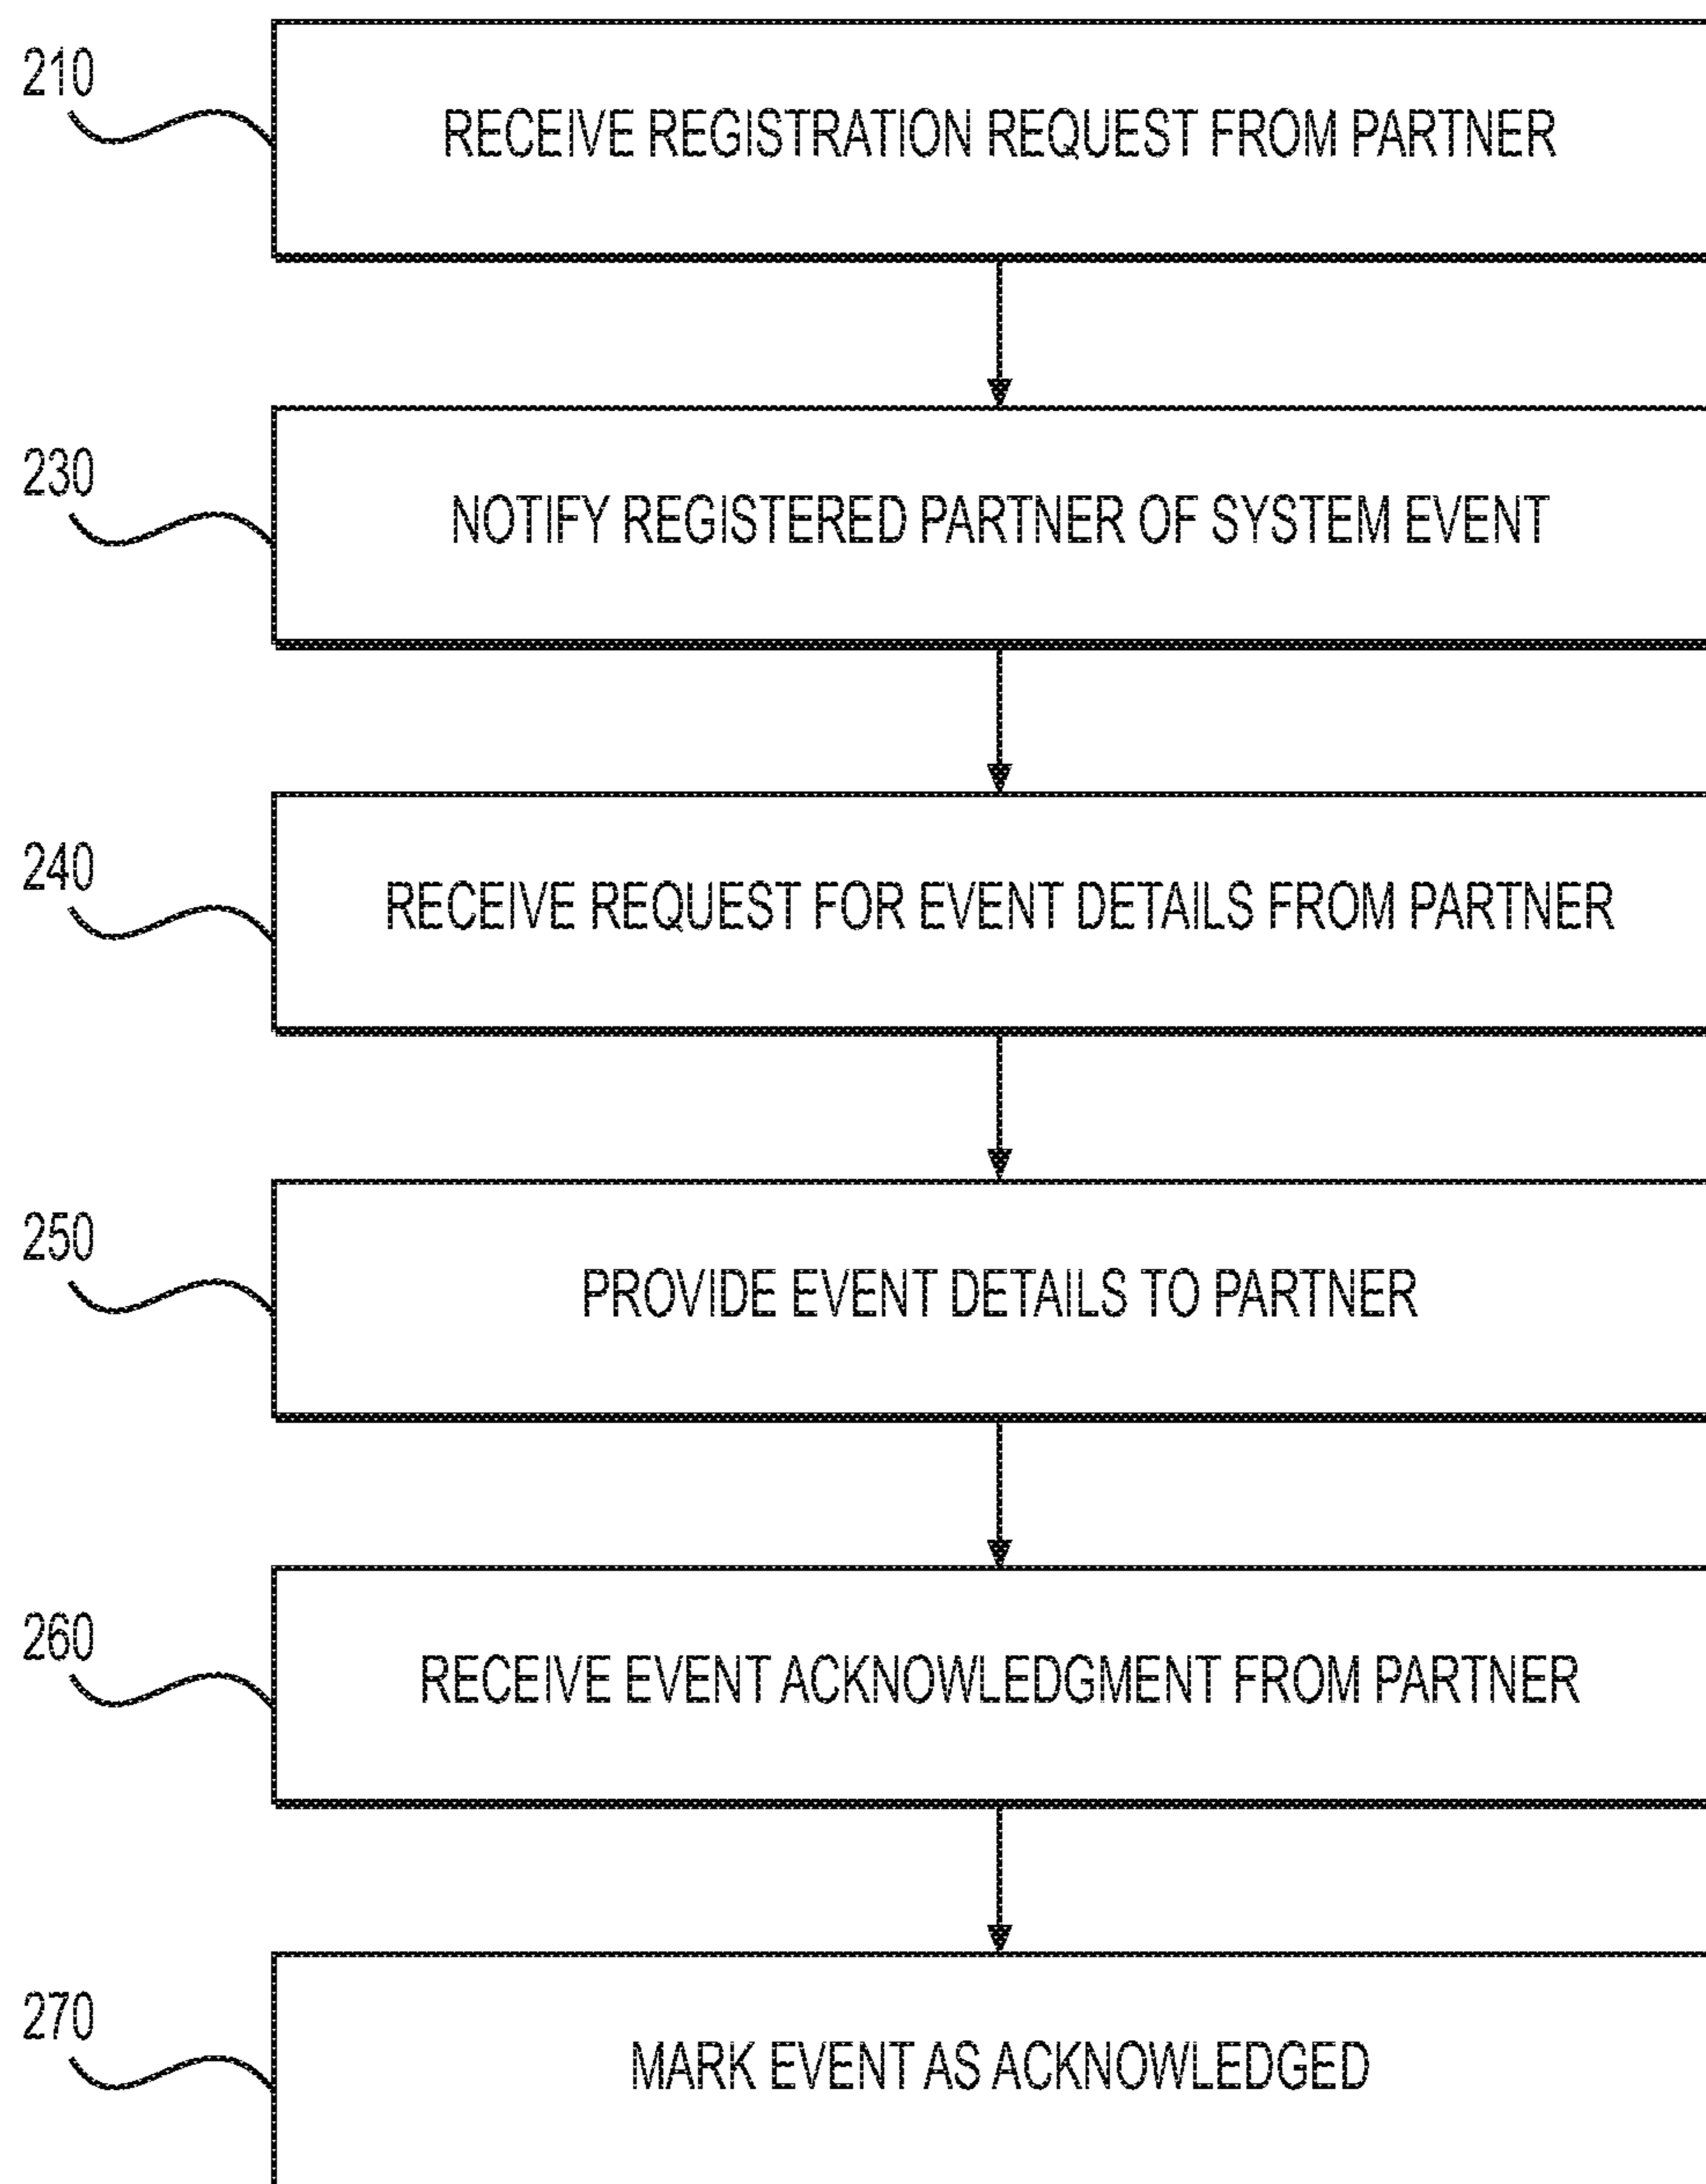 210
RECEIVE REGISTRATION REQUEST FROM PARTNER
230
NOTIFY REGISTERED PARTNER OF SYSTEM EVENT
240
RECEIVE REQUEST FOR EVENT DETAILS FROM PARTNER
250
PROVIDE EVENT DETAILS TO PARTNER
260
RECEIVE EVENT ACKNOWLEDGMENT FROM PARTNER
270
MARK EVENT AS ACKNOWLEDGED